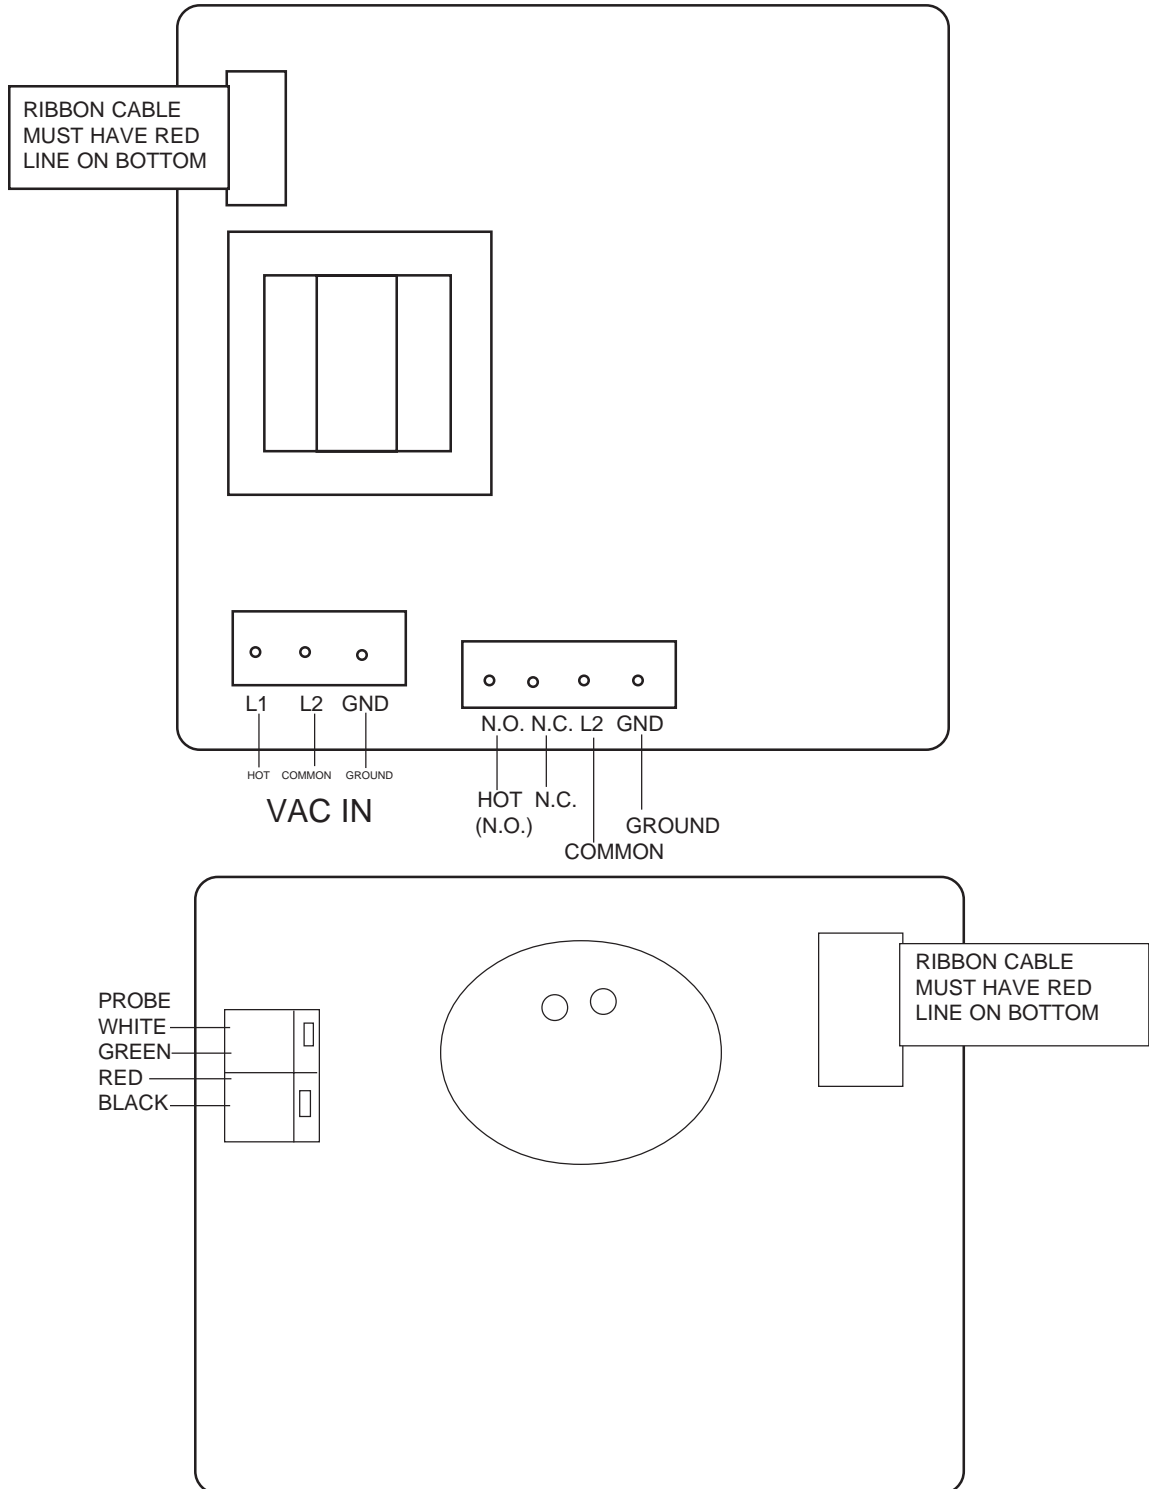 RIBBON CABLE
MUST HAVE RED
LINE ON BOTTOM
L1 L2 GND
HOT COMMON GROUND
VAC IN
N.O. N.C. L2 GND
HOT N.C.
(N.O.) GROUND
COMMON
RIBBON CABLE
MUST HAVE RED
LINE ON BOTTOM
PROBE
WHITE
GREEN
RED
BLACK